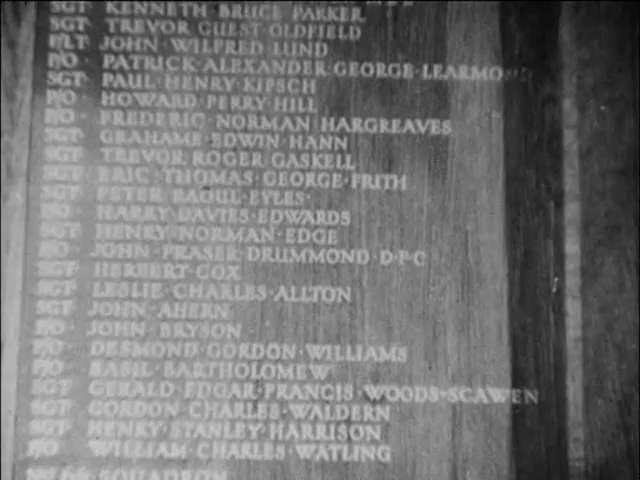 SGT· KENNETH·BRUCE·PARKER
SGT· TREVOR·GUEST·OLDFIELD
F/LT· JOHN·WILFRED·LUND
P/O· PATRICK·ALEXANDER·GEORGE·LEARMOND
SGT· PAUL·HENRY·KIPSCH
P/O· HOWARD·PERRY·HILL
P/O· FREDERIC·NORMAN·HARGREAVES
SGT· GRAHAME·EDWIN·HANN
SGT· TREVOR·ROGER·GASKELL
SGT· ERIC·THOMAS·GEORGE·FRITH
SGT· PETER·RAOUL·EYLES·
P/O· HARRY·DAVIES·EDWARDS
SGT· HENRY·NORMAN·EDGE
P/O· JOHN·FRASER·DRUMMOND·D·F·C
SGT· HERBERT·COX
SGT· LESLIE·CHARLES·ALLTON
SGT· JOHN·AHERN
P/O· JOHN·BRYSON
P/O· DESMOND·GORDON·WILLIAMS
P/O· BASIL·BARTHOLOMEW
SGT· GERALD·EDGAR·FRANCIS·WOODS-SCAWEN
SGT· GORDON·CHARLES·WALDERN
SGT· HENRY·STANLEY·HARRISON
P/O· WILLIAM·CHARLES·WATLING
SQUADRON